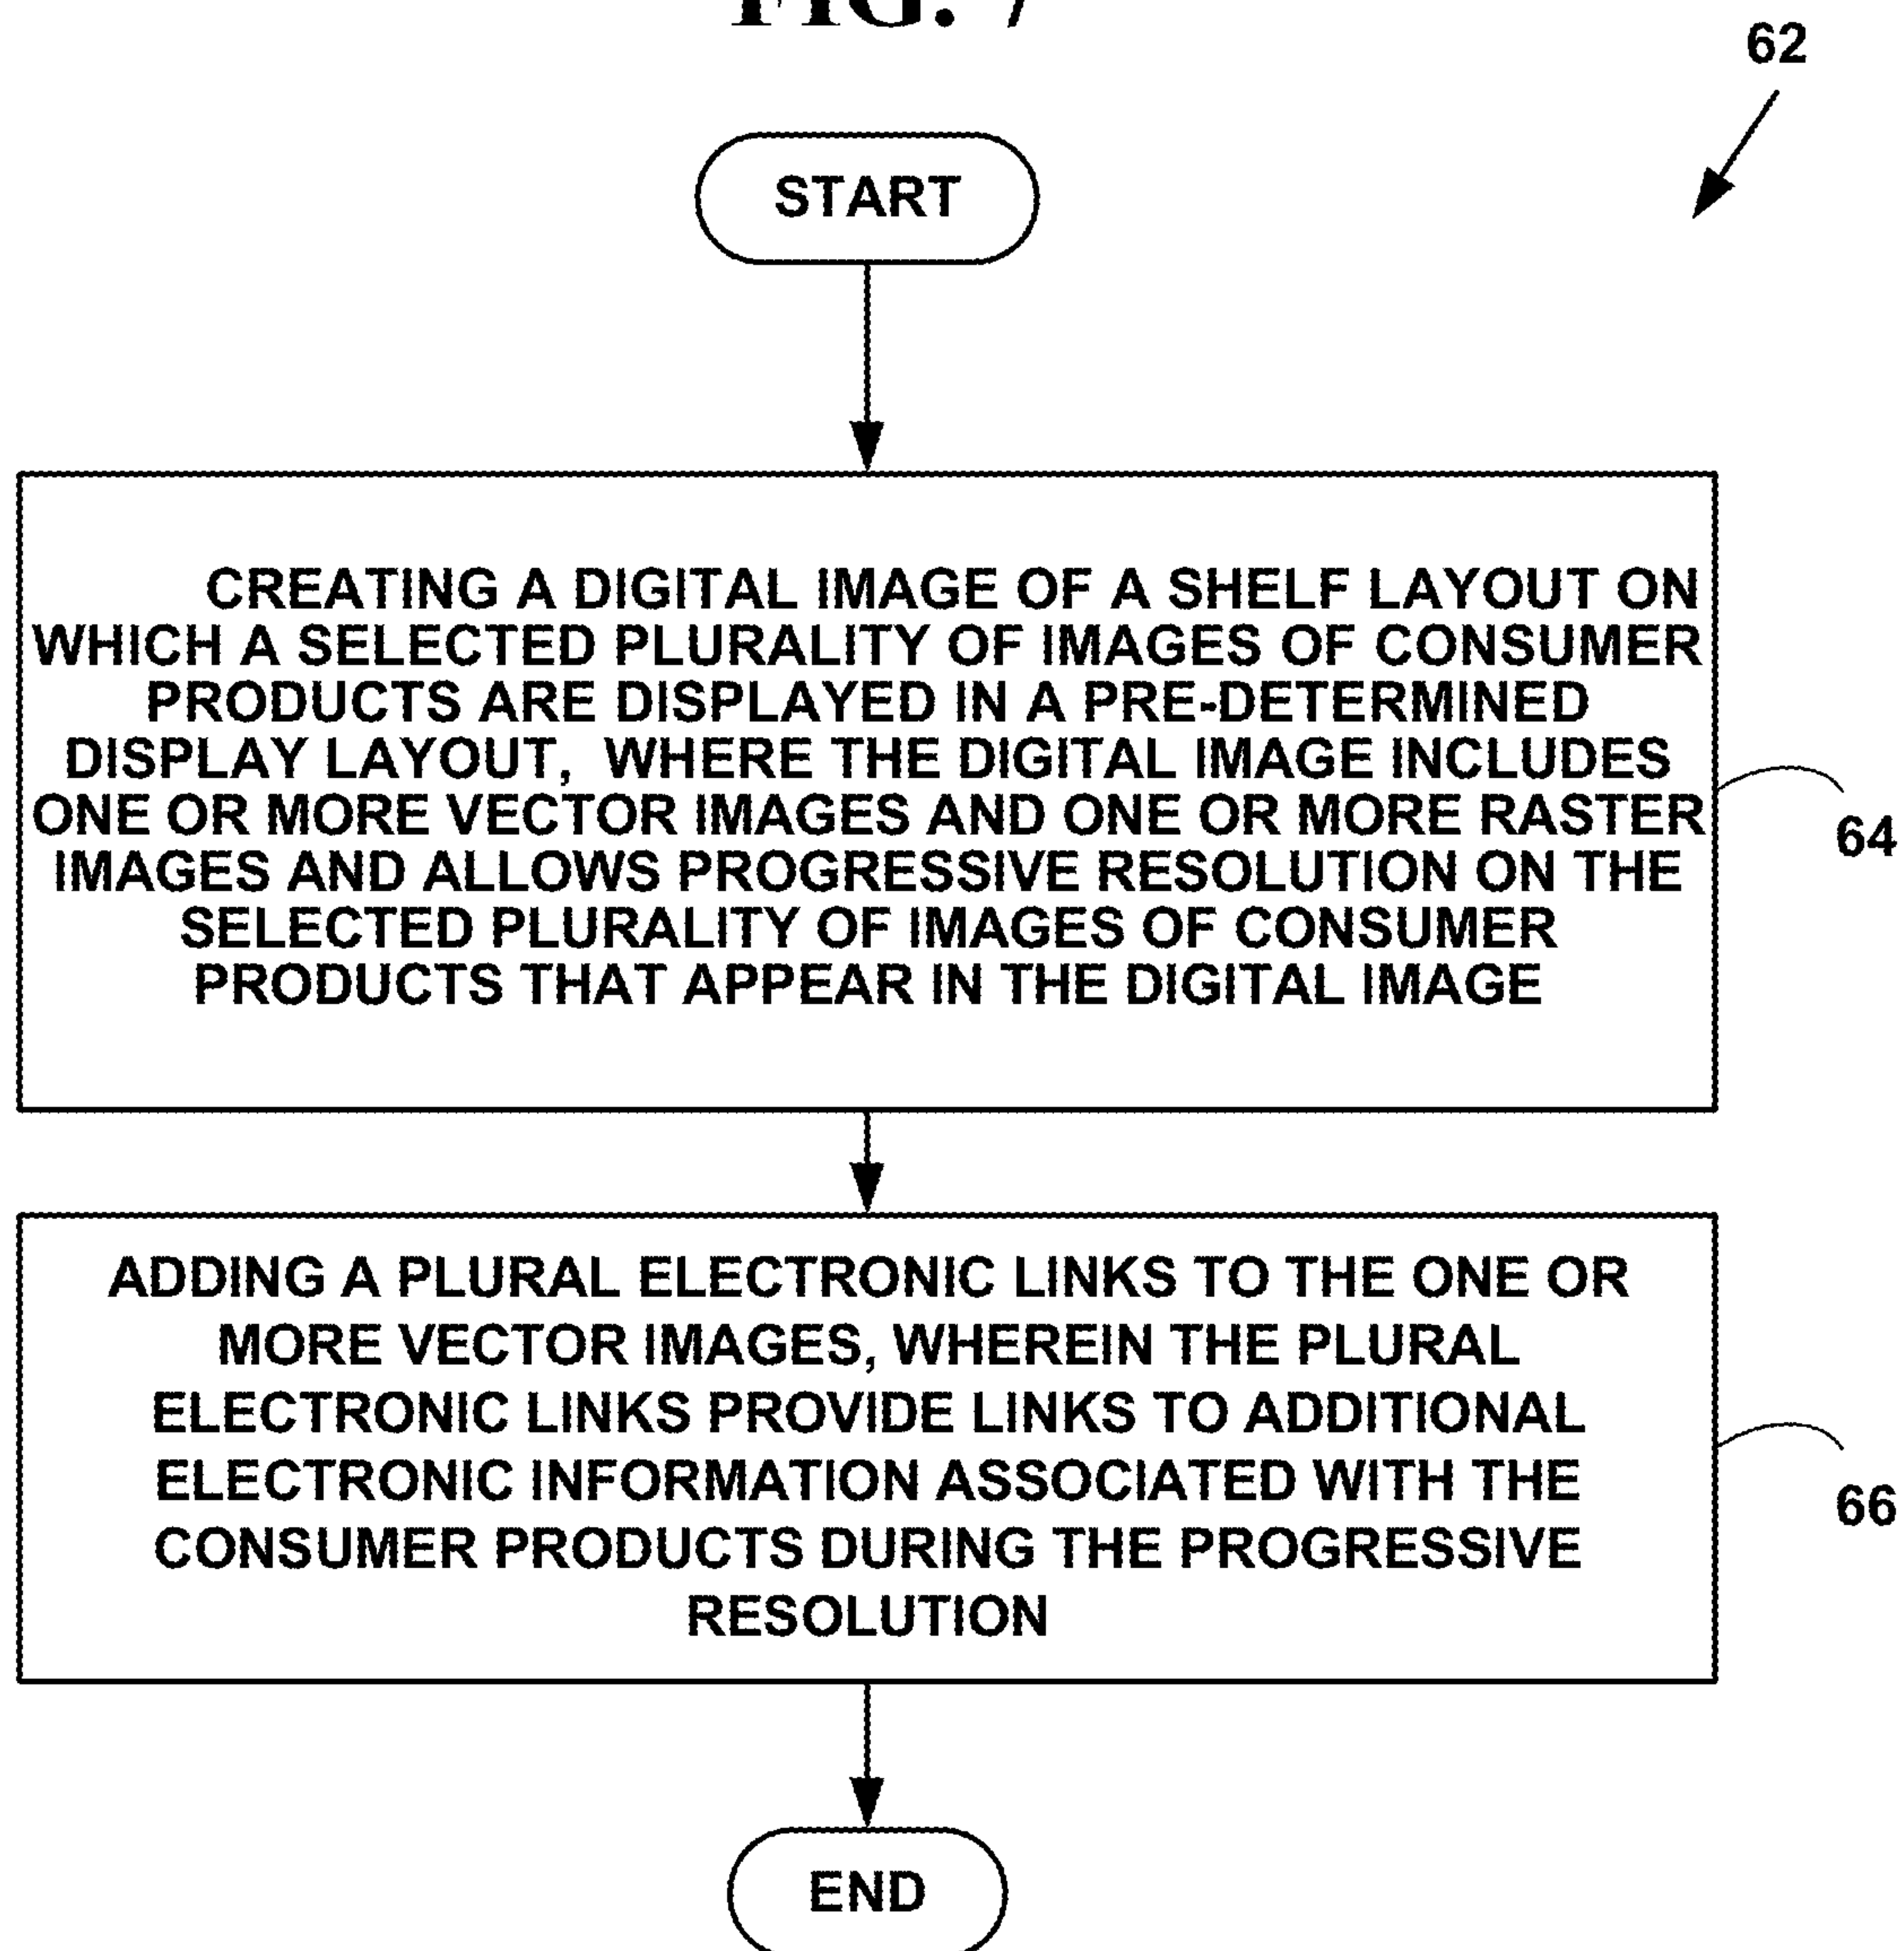 FIG. 7
62
START
CREATING A DIGITAL IMAGE OF A SHELF LAYOUT ON
WHICH A SELECTED PLURALITY OF IMAGES OF CONSUMER
PRODUCTS ARE DISPLAYED IN A PRE-DETERMINED
DISPLAY LAYOUT, WHERE THE DIGITAL IMAGE INCLUDES
ONE OR MORE VECTOR IMAGES AND ONE OR MORE RASTER
IMAGES AND ALLOWS PROGRESSIVE RESOLUTION ON THE
SELECTED PLURALITY OF IMAGES OF CONSUMER
PRODUCTS THAT APPEAR IN THE DIGITAL IMAGE
64
ADDING A PLURAL ELECTRONIC LINKS TO THE ONE OR
MORE VECTOR IMAGES, WHEREIN THE PLURAL
ELECTRONIC LINKS PROVIDE LINKS TO ADDITIONAL
ELECTRONIC INFORMATION ASSOCIATED WITH THE
CONSUMER PRODUCTS DURING THE PROGRESSIVE
RESOLUTION
66
END